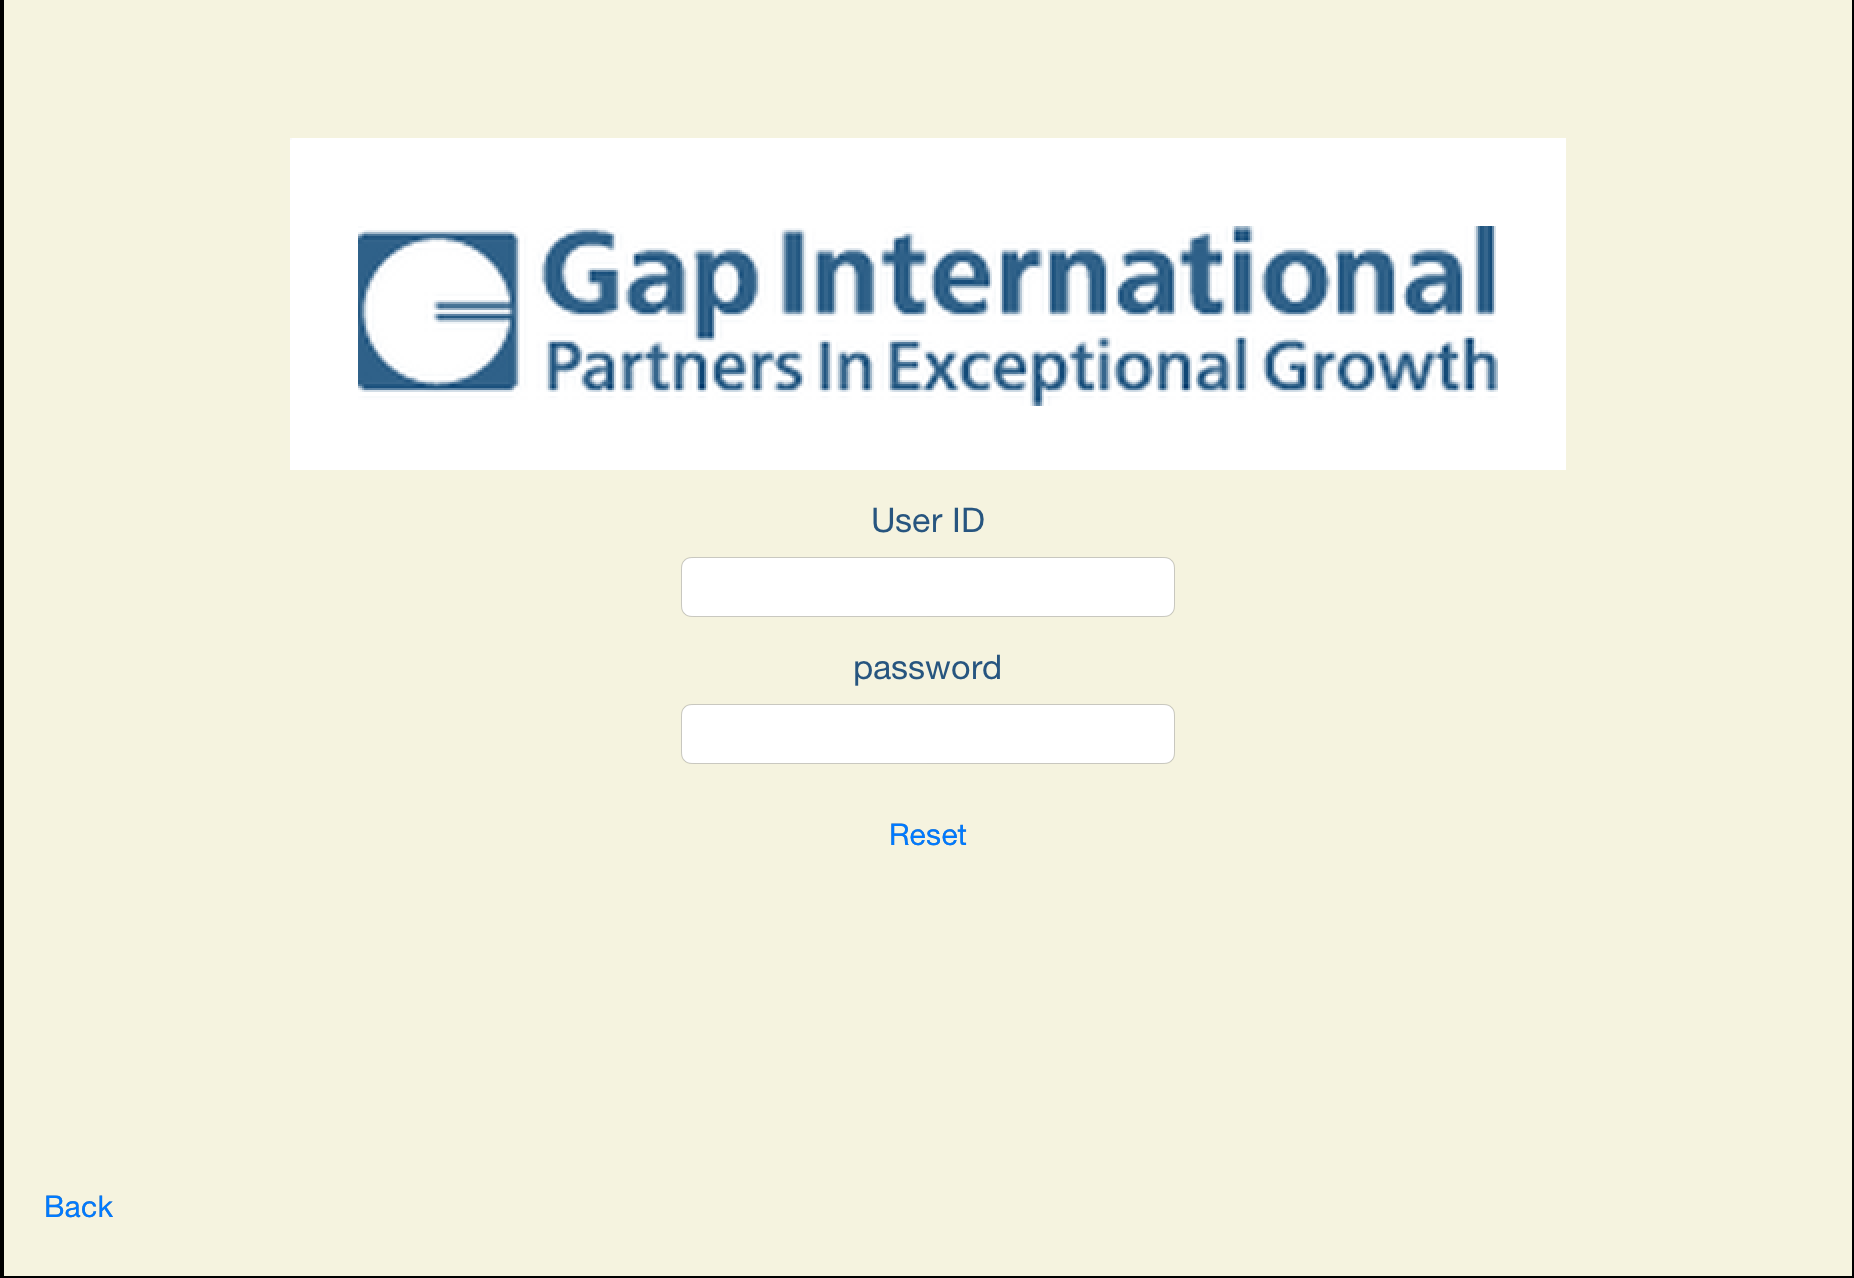 Gap International
Partners In Exceptional Growth
User ID
password
Reset
Back